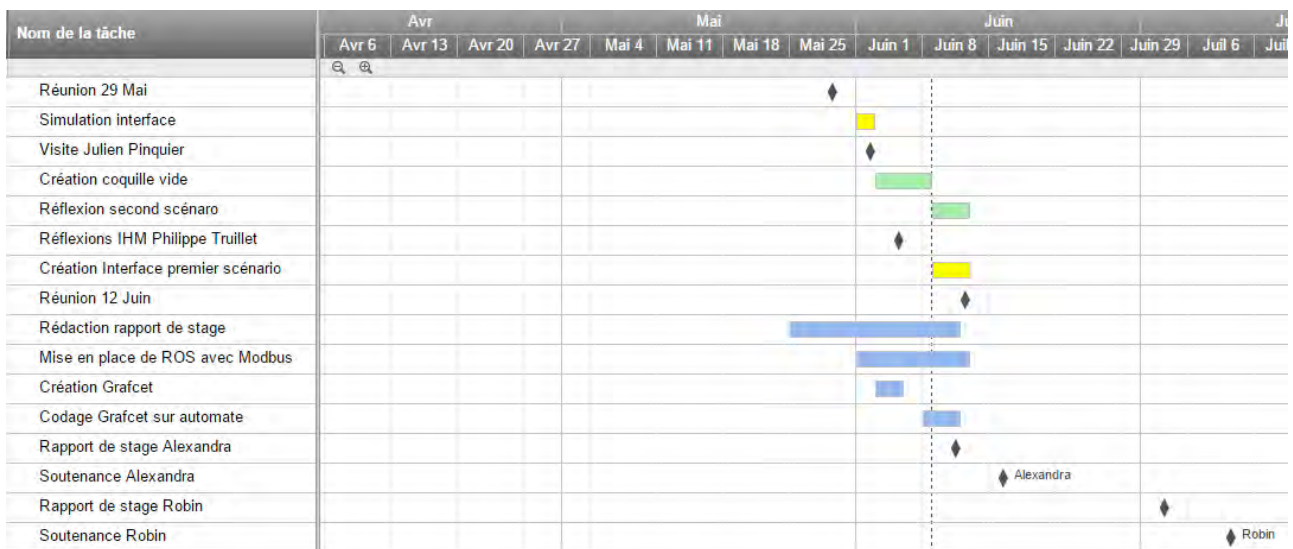 Nom de la tâche
Avr Mai Juin Ju
Avr 6 Avr 13 Avr 20 Avr 27 Mai 4 Mai 11 Mai 18 Mai 25 Juin 1 Juin 8 Juin 15 Juin 22 Juin 29 Juil 6 Juil
Réunion 29 Mai
Simulation interface
Visite Julien Pinquier
Création coquille vide
Réflexion second scénaro
Réflexions IHM Philippe Truillet
Création Interface premier scénario
Réunion 12 Juin
Rédaction rapport de stage
Mise en place de ROS avec Modbus
Création Grafcet
Codage Grafcet sur automate
Rapport de stage Alexandra
Soutenance Alexandra Alexandra
Rapport de stage Robin
Soutenance Robin Robin